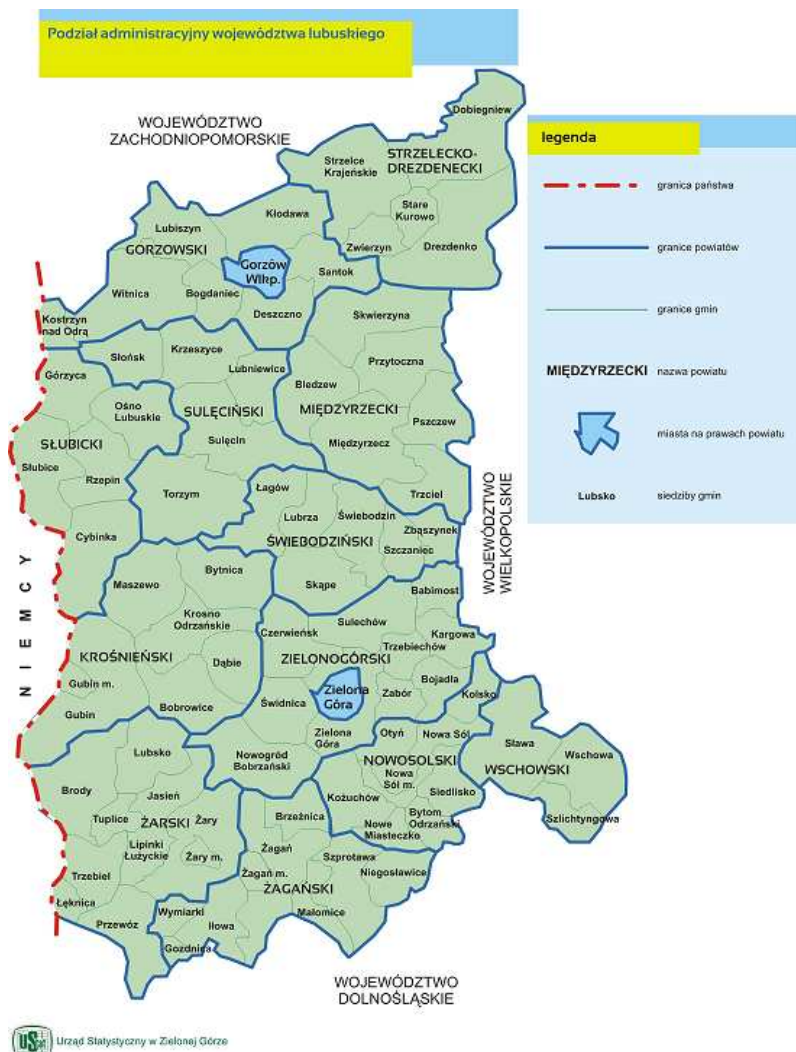 Podział administracyjny województwa lubuskiego
WOJEWÓDZTWO
ZACHODNIOPOMORSKIE
legenda
granica państwa
granice powiatów
granice gmin
MIĘDZYRZECKI
nazwa powiatu
miasta na prawach powiatu
Lubsko
siedziby gmin
Dobiegniew
STRZELECKO-
DREZDENECKI
Strzelce
Krajeńskie
Stare
Kurowo
Zwierzyn
Drezdenko
Kłodawa
Lubiszyn
GORZOWSKI
Gorzów
Wlkp.
Santok
Witnica
Bogdaniec
Deszczno
Kostrzyn
nad Odrą
Skwierzyna
Słońsk
Krzeszyce
Lubniewice
Przytoczna
Górzyca
Bledzew
Ośno
Lubuskie
SULĘCIŃSKI
MIĘDZYRZECKI
Pszczew
SŁUBICKI
Sulęcin
Międzyrzecz
Słubice
Rzepin
Torzym
Łagów
Trzciel
Lubrza
Świebodzin
Zbąszynek
Cybinka
ŚWIEBODZIŃSKI
Szczaniec
WOJEWÓDZTWO
WIELKOPOLSKIE
NIEMCY
Maszewo
Bytnica
Skąpe
Babimost
Krosno
Odrzańskie
Czerwieńsk
Sulechów
Kargowa
Trzebiechów
KROŚNIEŃSKI
Dąbie
ZIELONOGÓRSKI
Gubin m.
Bojadła
Zabór
Kolsko
Świdnica
Zielona
Góra
Gubin
Bobrowice
Zielona
Góra
Otyń
Nowa Sól
Sława
Wschowa
Lubsko
Nowogród
Bobrzański
NOWOSOLSKI
WSCHOWSKI
Nowa
Sól m.
Siedlisko
Brody
Jasień
Kożuchów
Tuplice
ŻARSKI
Żary
Brzeźnica
Nowe
Miasteczko
Bytom
Odrzański
Szlichtyngowa
Lipinki
Łużyckie
Żary m.
Żagań
Szprotawa
Trzebiel
Żagań m.
Niegosławice
ŻAGAŃSKI
Łęknica
Wymiarki
Małomice
Przewóz
Iłowa
Gozdnica
WOJEWÓDZTWO
DOLNOŚLĄSKIE
US
Urząd Statystyczny w Zielonej Górze